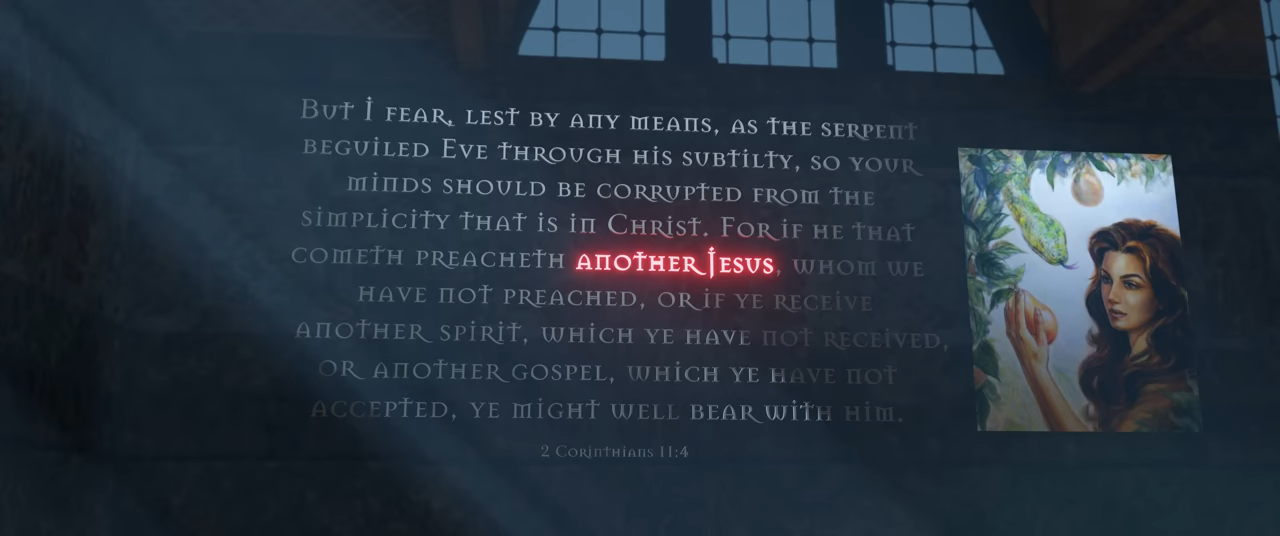 But I fear, lest by any means, as the serpent
beguiled Eve through his subtilty, so your
minds should be corrupted from the
simplicity that is in Christ. For if he that
cometh preacheth another Jesus, whom we
have not preached, or if ye receive
another spirit, which ye have not received,
or another gospel, which ye have not
accepted, ye might well bear with him.
2 Corinthians 11:4